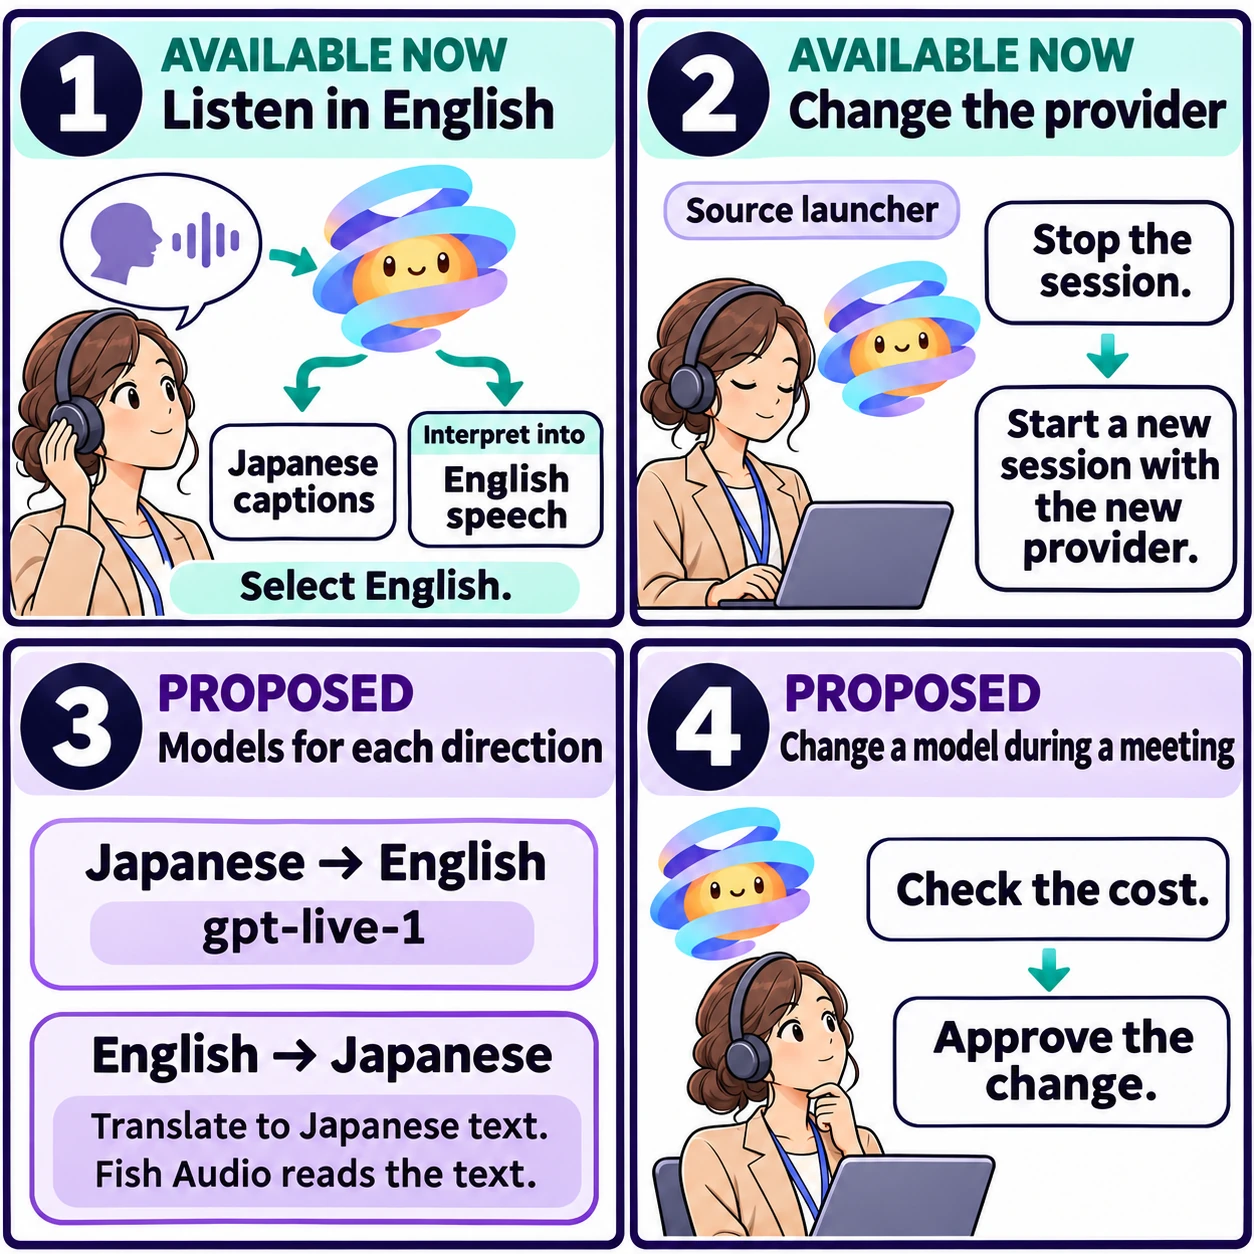 1
AVAILABLE NOW
Listen in English
Japanese
captions
Interpret into
English
speech
Select English.
2
AVAILABLE NOW
Change the provider
Source launcher
Stop the
session.
Start a new
session with
the new
provider.
3
PROPOSED
Models for each direction
Japanese → English
gpt-live-1
English → Japanese
Translate to Japanese text.
Fish Audio reads the text.
4
PROPOSED
Change a model during a meeting
Check the cost.
Approve the
change.